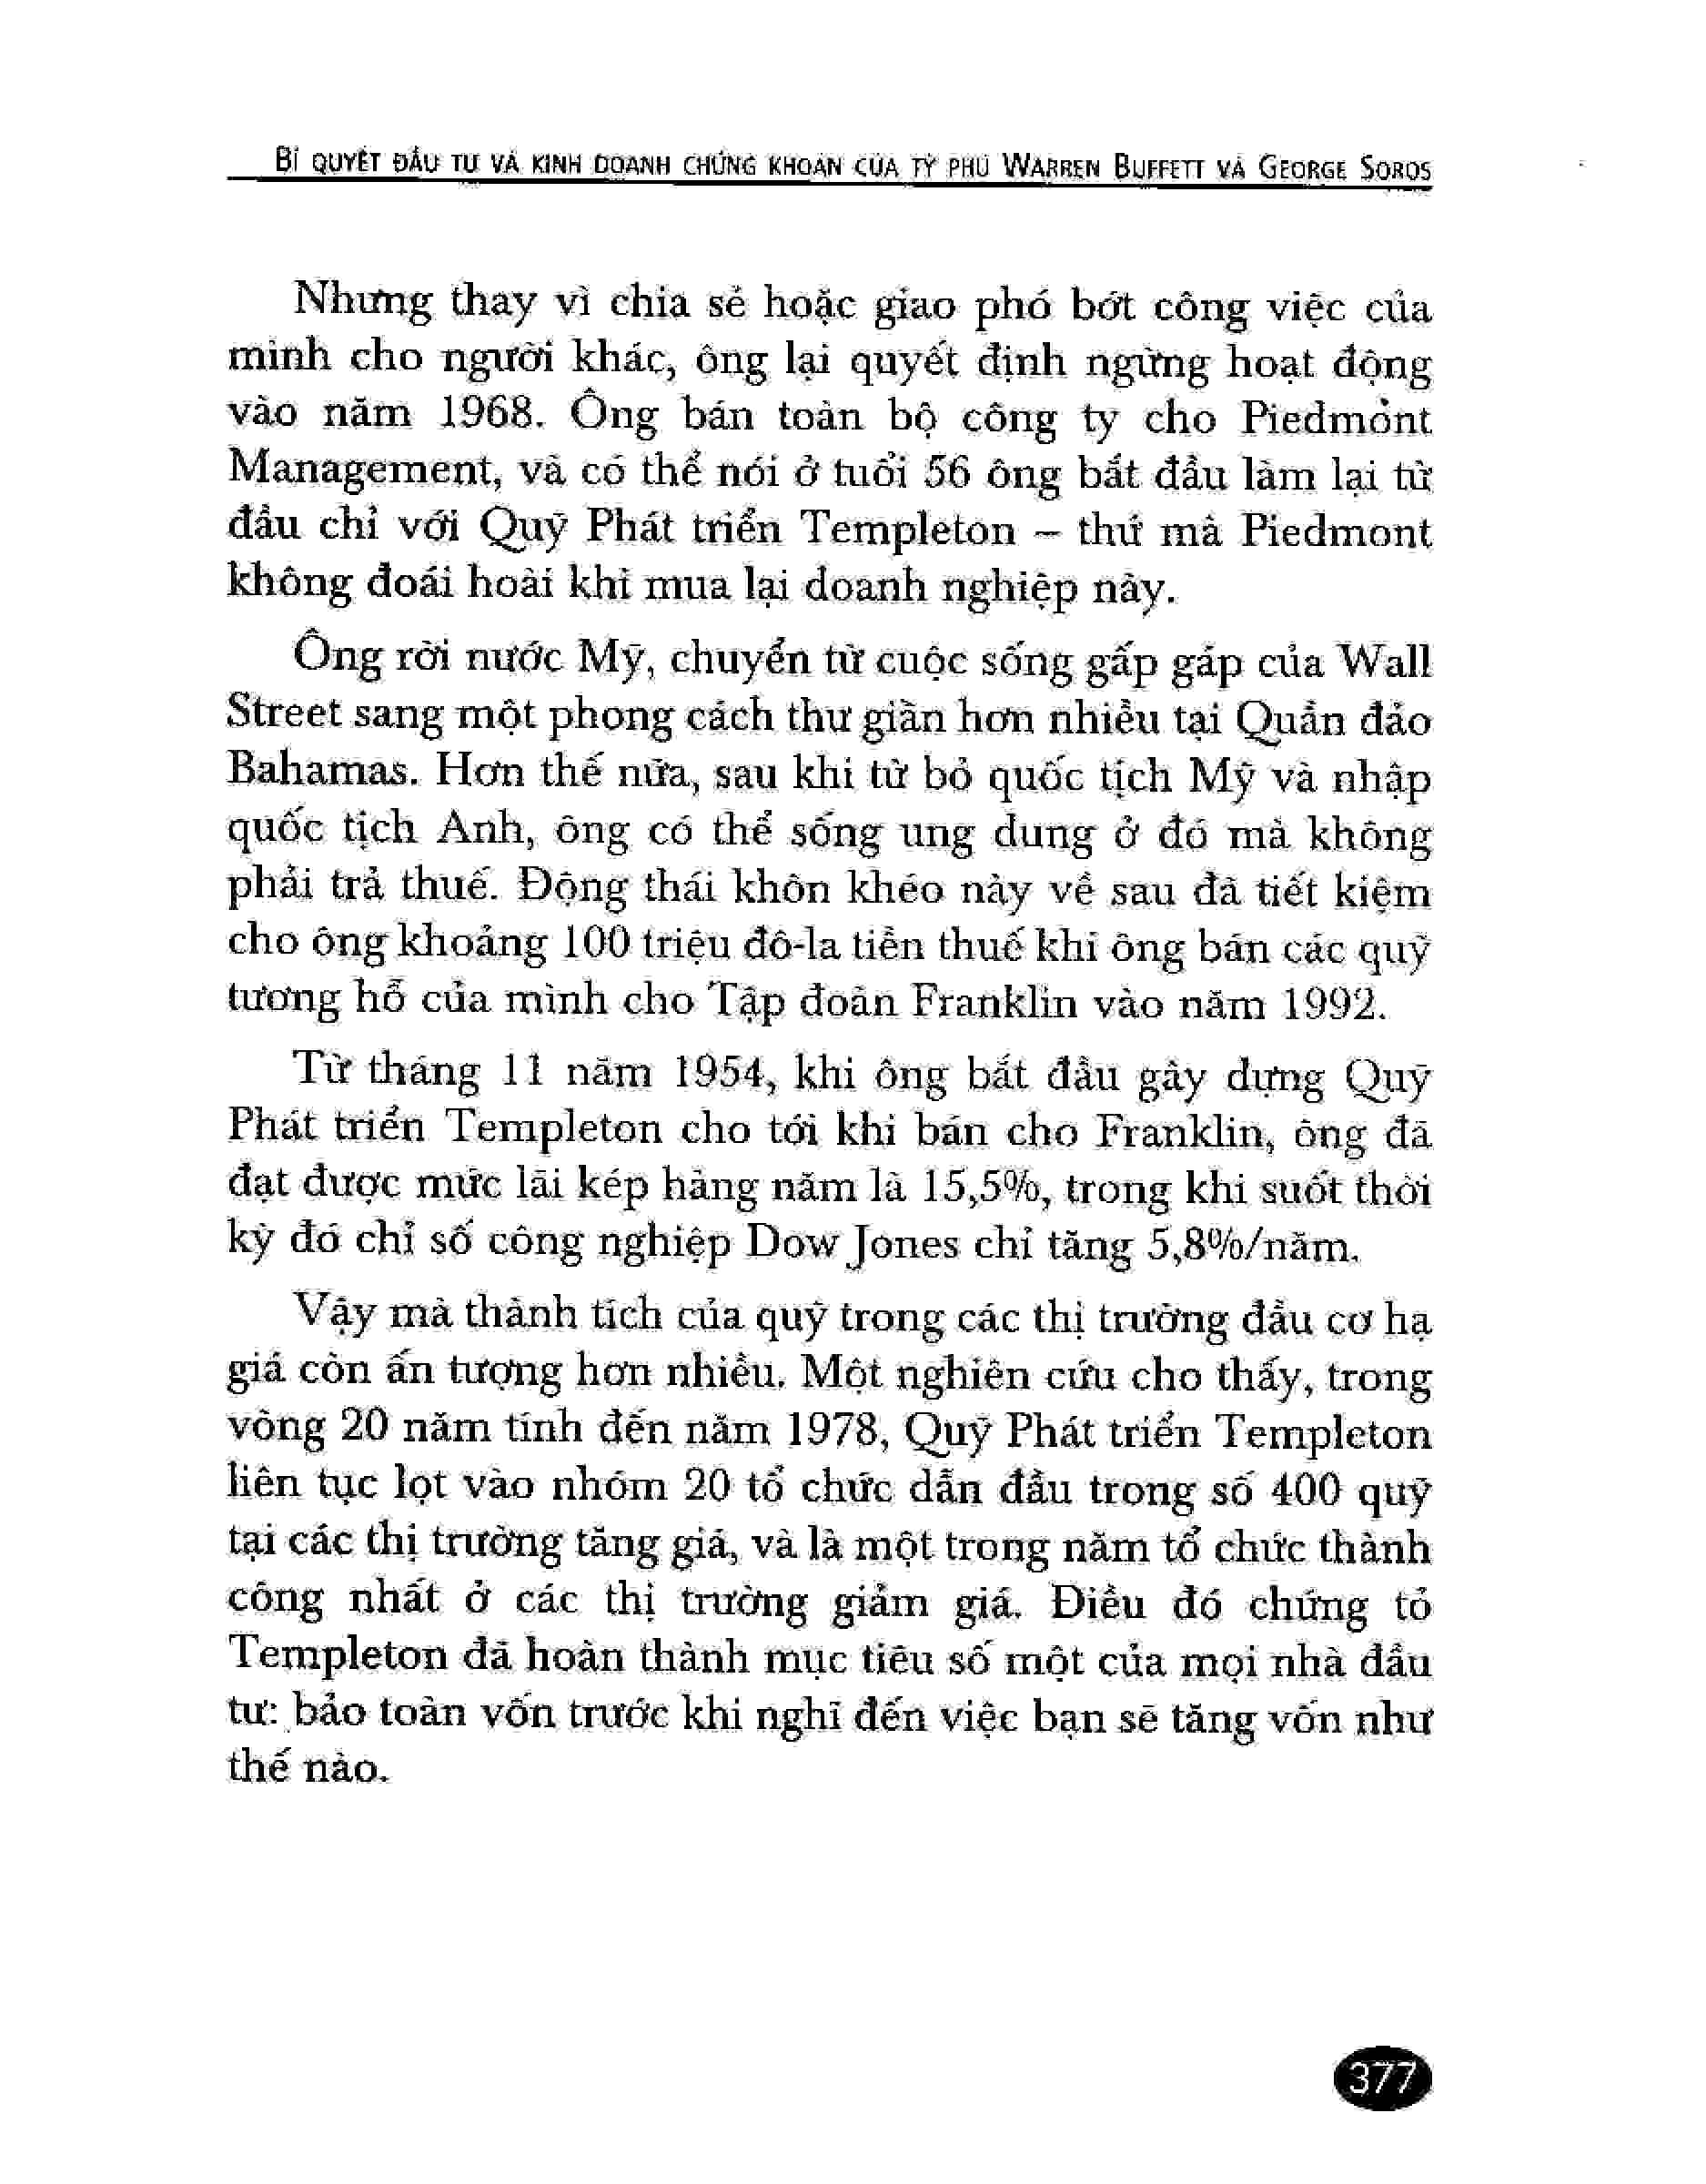 BÍ QUYẾT ĐẦU TƯ VÀ KINH DOANH CHỨNG KHOÁN CỦA TỶ PHÚ WARREN BUFFETT VÀ GEORGE SOROS
Nhưng thay vì chia sẻ hoặc giao phó bớt công việc của
mình cho người khác, ông lại quyết định ngừng hoạt động
vào năm 1968. Ông bán toàn bộ công ty cho Piedmont
Management, và có thể nói ở tuổi 56 ông bắt đầu làm lại từ
đầu chỉ với Quỹ Phát triển Templeton – thứ mà Piedmont
không đoái hoài khi mua lại doanh nghiệp này.
Ông rời nước Mỹ, chuyển từ cuộc sống gấp gáp của Wall
Street sang một phong cách thư giãn hơn nhiều tại Quần đảo
Bahamas. Hơn thế nữa, sau khi từ bỏ quốc tịch Mỹ và nhập
quốc tịch Anh, ông có thể sống ung dung ở đó mà không
phải trả thuế. Động thái khôn khéo này về sau đã tiết kiệm
cho ông khoảng 100 triệu đô-la tiền thuế khi ông bán các quỹ
tương hỗ của mình cho Tập đoàn Franklin vào năm 1992.
Từ tháng 11 năm 1954, khi ông bắt đầu gây dựng Quỹ
Phát triển Templeton cho tới khi bán cho Franklin, ông đã
đạt được mức lãi kép hàng năm là 15,5%, trong khi suốt thời
kỳ đó chỉ số công nghiệp Dow Jones chỉ tăng 5,8%/năm.
Vậy mà thành tích của quỹ trong các thị trường đầu cơ hạ
giá còn ấn tượng hơn nhiều. Một nghiên cứu cho thấy, trong
vòng 20 năm tính đến năm 1978, Quỹ Phát triển Templeton
liên tục lọt vào nhóm 20 tổ chức dẫn đầu trong số 400 quỹ
tại các thị trường tăng giá, và là một trong năm tổ chức thành
công nhất ở các thị trường giảm giá. Điều đó chứng tỏ
Templeton đã hoàn thành mục tiêu số một của mọi nhà đầu
tư: bảo toàn vốn trước khi nghĩ đến việc bạn sẽ tăng vốn như
thế nào.
377